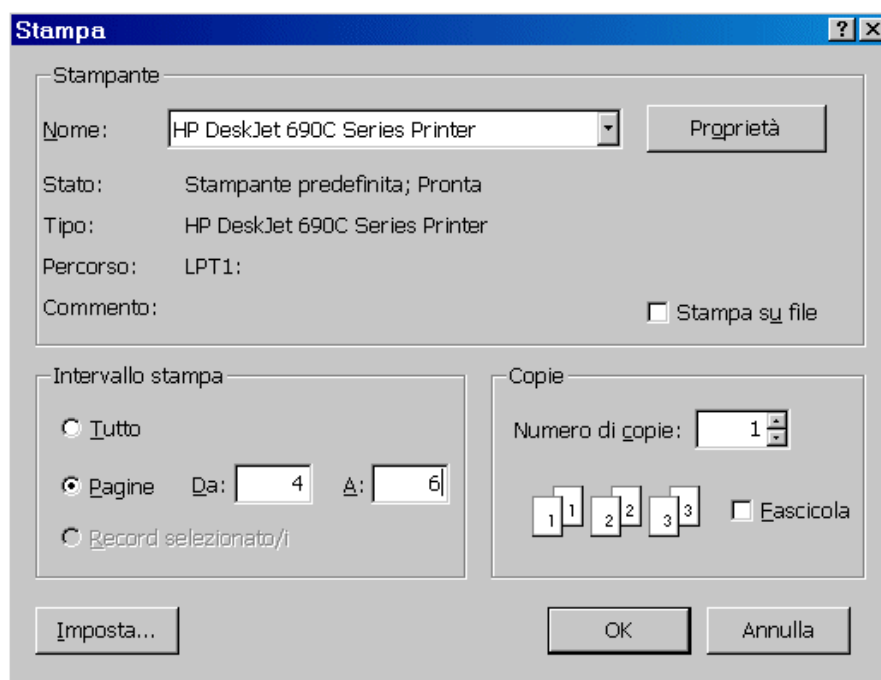 Stampa
Stampante
Nome: HP DeskJet 690C Series Printer Proprietà
Stato: Stampante predefinita; Pronta
Tipo: HP DeskJet 690C Series Printer
Percorso: LPT1:
Commento:
Stampa su file
Intervallo stampa
Tutto
Pagine Da: 4 A: 6
Record selezionato/i
Copie
Numero di copie: 1
1 1 2 2 3 3 Fascicola
Imposta... OK Annulla